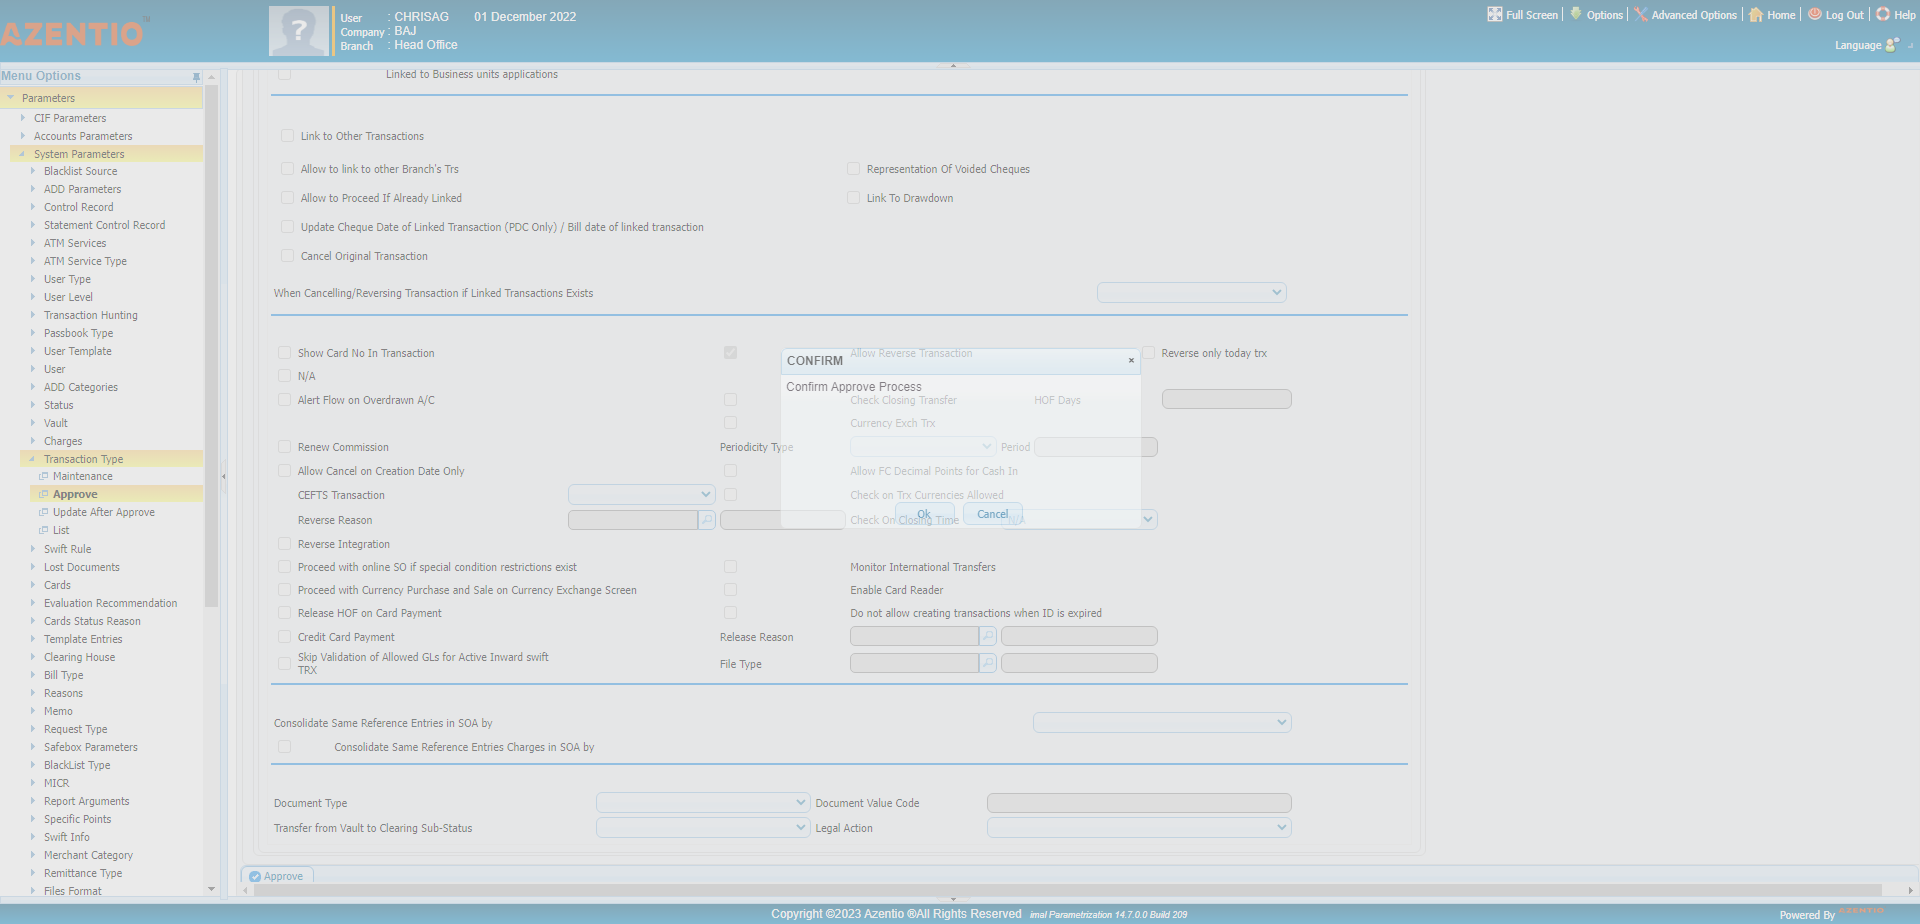 AZENTIO™
User : CHRISAG 01 December 2022
Company : BAJ
Branch : Head Office
Full Screen Options Advanced Options Home Log Out Help
Language
Menu Options
Parameters
CIF Parameters
Accounts Parameters
System Parameters
Blacklist Source
ADD Parameters
Control Record
Statement Control Record
ATM Services
ATM Service Type
User Type
User Level
Transaction Hunting
Passbook Type
User Template
User
ADD Categories
Status
Vault
Charges
Transaction Type
Maintenance
Approve
Update After Approve
List
Swift Rule
Lost Documents
Cards
Evaluation Recommendation
Cards Status Reason
Template Entries
Clearing House
Bill Type
Reasons
Memo
Request Type
Safebox Parameters
BlackList Type
MICR
Report Arguments
Specific Points
Swift Info
Merchant Category
Remittance Type
Files Format
Linked to Business units applications
Link to Other Transactions
Allow to link to other Branch's Trs Representation Of Voided Cheques
Allow to Proceed If Already Linked Link To Drawdown
Update Cheque Date of Linked Transaction (PDC Only) / Bill date of linked transaction
Cancel Original Transaction
When Cancelling/Reversing Transaction if Linked Transactions Exists
Show Card No In Transaction Allow Reverse Transaction Reverse only today trx
N/A
Alert Flow on Overdrawn A/C Check Closing Transfer HOF Days
Currency Exch Trx
Renew Commission Periodicity Type Period
Allow Cancel on Creation Date Only Allow FC Decimal Points for Cash In
CEFTS Transaction Check on Trx Currencies Allowed
Reverse Reason Check On Closing Time N/A
Reverse Integration
Proceed with online SO if special condition restrictions exist Monitor International Transfers
Proceed with Currency Purchase and Sale on Currency Exchange Screen Enable Card Reader
Release HOF on Card Payment Do not allow creating transactions when ID is expired
Credit Card Payment Release Reason
Skip Validation of Allowed GLs for Active Inward swift
TRX File Type
Consolidate Same Reference Entries in SOA by
Consolidate Same Reference Entries Charges in SOA by
Document Type Document Value Code
Transfer from Vault to Clearing Sub-Status Legal Action
CONFIRM ×
Confirm Approve Process
Ok Cancel
Approve
Copyright ©2023 Azentio ®All Rights Reserved imal Parametrization 14.7.0.0 Build 209
Powered By AZENTIO